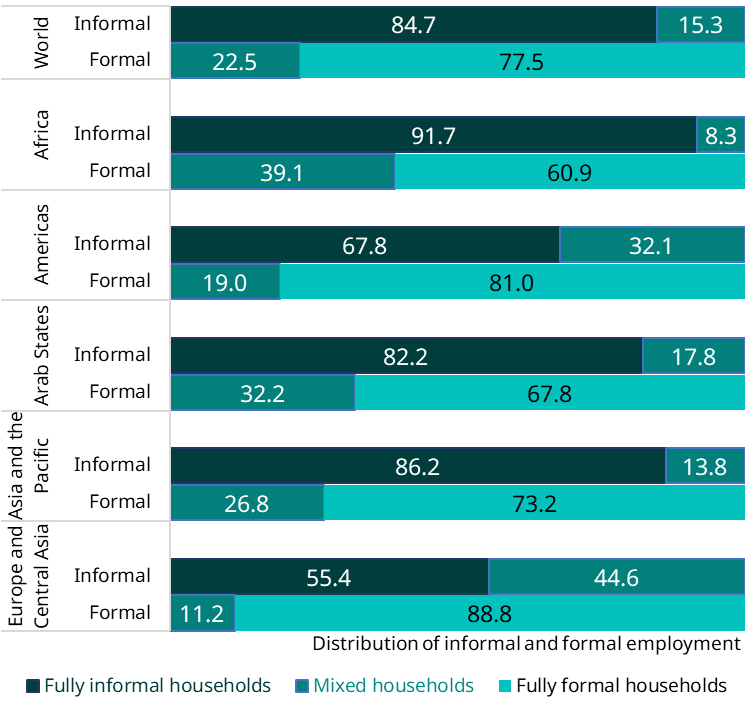 World
Informal 84.7 15.3
Formal 22.5 77.5
Africa
Informal 91.7 8.3
Formal 39.1 60.9
Americas
Informal 67.8 32.1
Formal 19.0 81.0
Arab States
Informal 82.2 17.8
Formal 32.2 67.8
Asia and the
Pacific
Informal 86.2 13.8
Formal 26.8 73.2
Europe and
Central Asia
Informal 55.4 44.6
Formal 11.2 88.8
Distribution of informal and formal employment
Fully informal households Mixed households Fully formal households